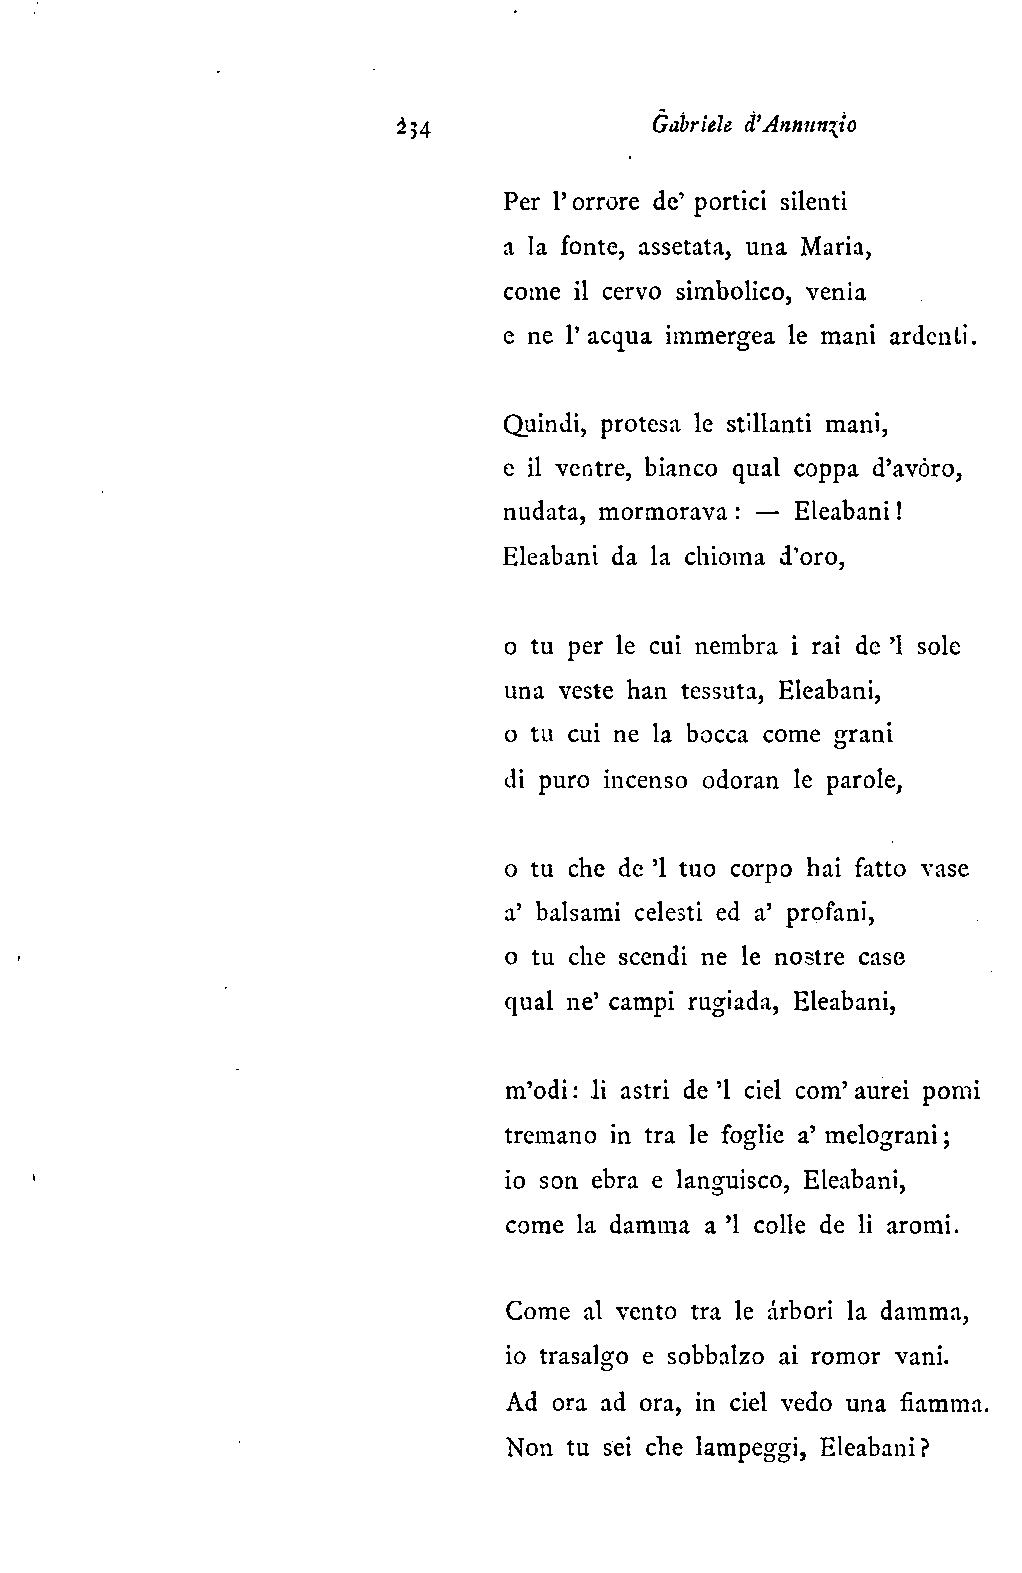 234 Gabriele d'Annunzio
Per l'orrore de' portici silenti
a la fonte, assetata, una Maria,
come il cervo simbolico, venia
e ne l'acqua immergea le mani ardenti.
Quindi, protesa le stillanti mani,
e il ventre, bianco qual coppa d'avòro,
nudata, mormorava: — Eleabani!
Eleabani da la chioma d'oro,
o tu per le cui nembra i rai de 'l sole
una veste han tessuta, Eleabani,
o tu cui ne la bocca come grani
di puro incenso odoran le parole,
o tu che de 'l tuo corpo hai fatto vase
a' balsami celesti ed a' profani,
o tu che scendi ne le nostre case
qual ne' campi rugiada, Eleabani,
m'odi: li astri de 'l ciel com' aurei pomi
tremano in tra le foglie a' melograni;
io son ebra e languisco, Eleabani,
come la damma a 'l colle de li aromi.
Come al vento tra le árbori la damma,
io trasalgo e sobbalzo ai romor vani.
Ad ora ad ora, in ciel vedo una fiamma.
Non tu sei che lampeggi, Eleabani?